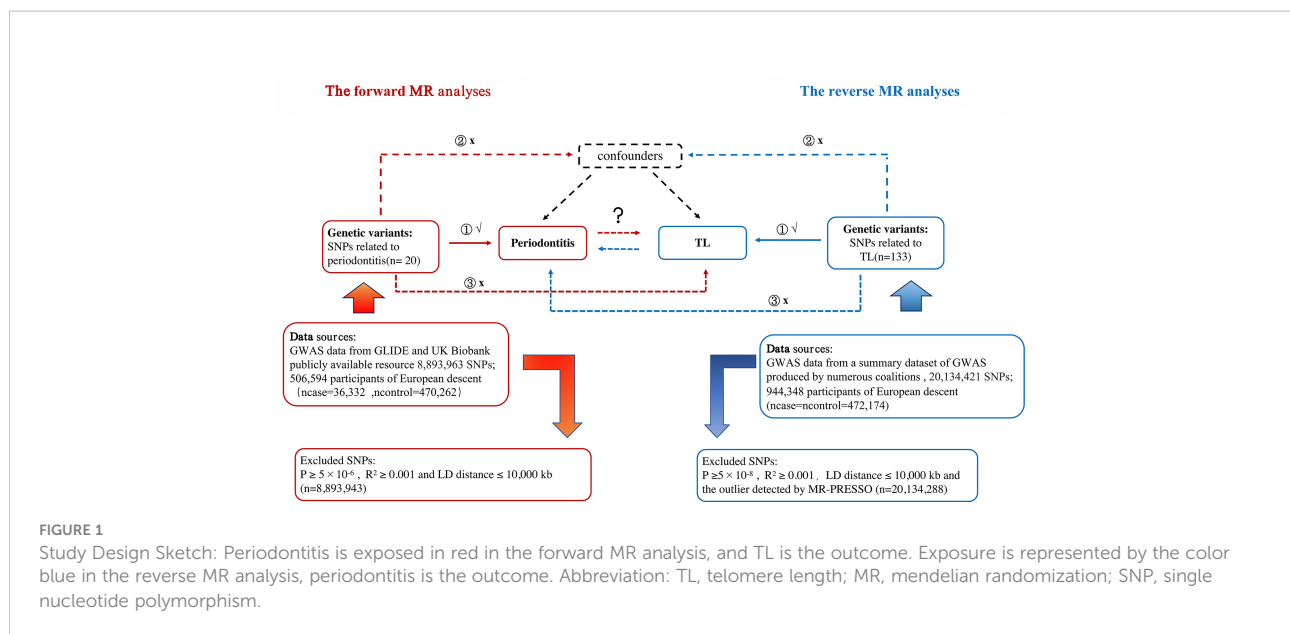 The forward MR analyses
The reverse MR analyses
② x
② x
confounders
?
Genetic variants:
SNPs related to
periodontitis(n= 20)
① √
Periodontitis
TL
① √
Genetic variants:
SNPs related to
TL(n=133)
③ x
③ x
Data sources:
GWAS data from GLIDE and UK Biobank
publicly available resource 8,893,963 SNPs;
506,594 participants of European descent
(ncase=36,332 ,ncontrol=470,262)
Data sources:
GWAS data from a summary dataset of GWAS
produced by numerous coalitions , 20,134,421 SNPs;
944,348 participants of European descent
(ncase=ncontrol=472,174)
Excluded SNPs:
P ≥ 5 × 10⁻⁶ , R² ≥ 0.001 and LD distance ≤ 10,000 kb
(n=8,893,943)
Excluded SNPs:
P ≥5 × 10⁻⁸ , R² ≥ 0.001 , LD distance ≤ 10,000 kb and
the outlier detected by MR-PRESSO (n=20,134,288)
FIGURE 1
Study Design Sketch: Periodontitis is exposed in red in the forward MR analysis, and TL is the outcome. Exposure is represented by the color
blue in the reverse MR analysis, periodontitis is the outcome. Abbreviation: TL, telomere length; MR, mendelian randomization; SNP, single
nucleotide polymorphism.